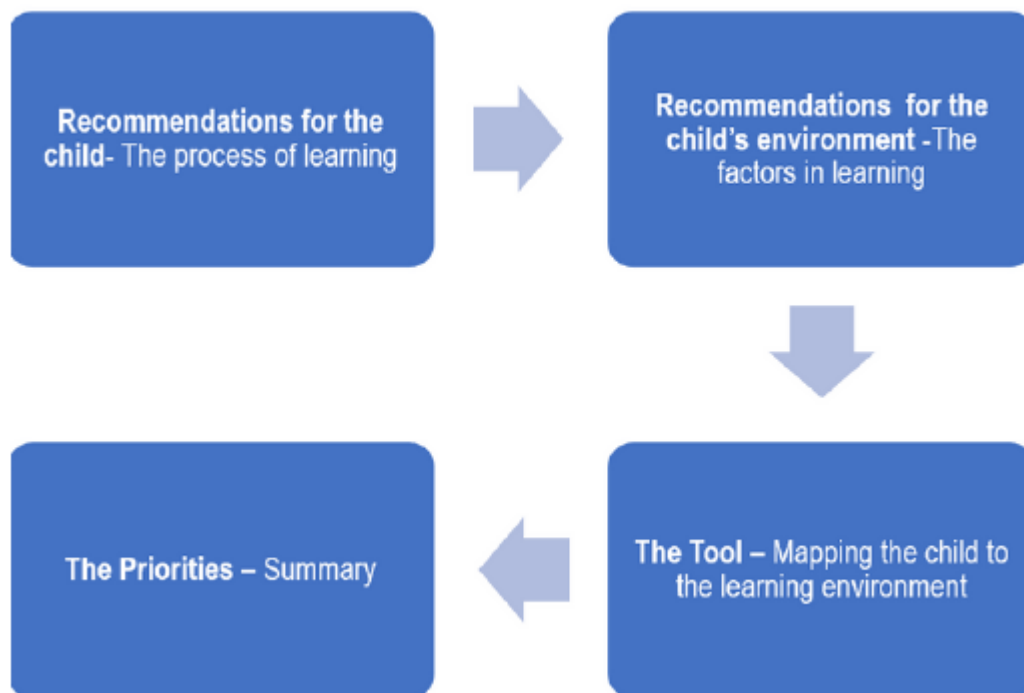 Recommendations for the
child- The process of learning
Recommendations for the
child's environment -The
factors in learning
The Tool – Mapping the child to
the learning environment
The Priorities – Summary